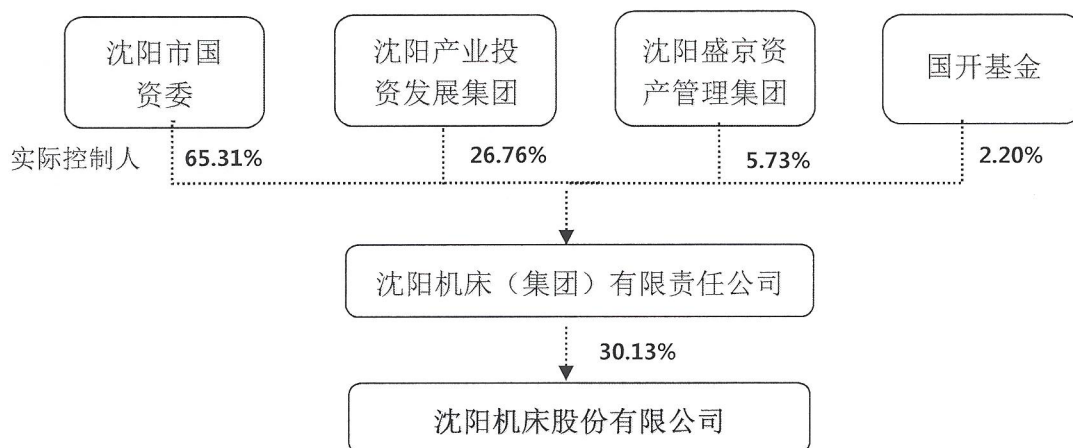 沈阳市国
资委
沈阳产业投
资发展集团
沈阳盛京资
产管理集团
国开基金
实际控制人
65.31%
26.76%
5.73%
2.20%
沈阳机床（集团）有限责任公司
30.13%
沈阳机床股份有限公司